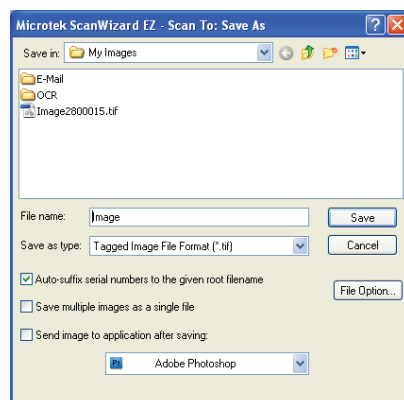 Microtek ScanWizard EZ - Scan To: Save As
Save in: My Images
E-Mail
OCR
Image2800015.tif
File name: Image Save
Save as type: Tagged Image File Format (*.tif) Cancel
Auto-suffix serial numbers to the given root filename
File Option...
Save multiple images as a single file
Send image to application after saving:
Ps Adobe Photoshop